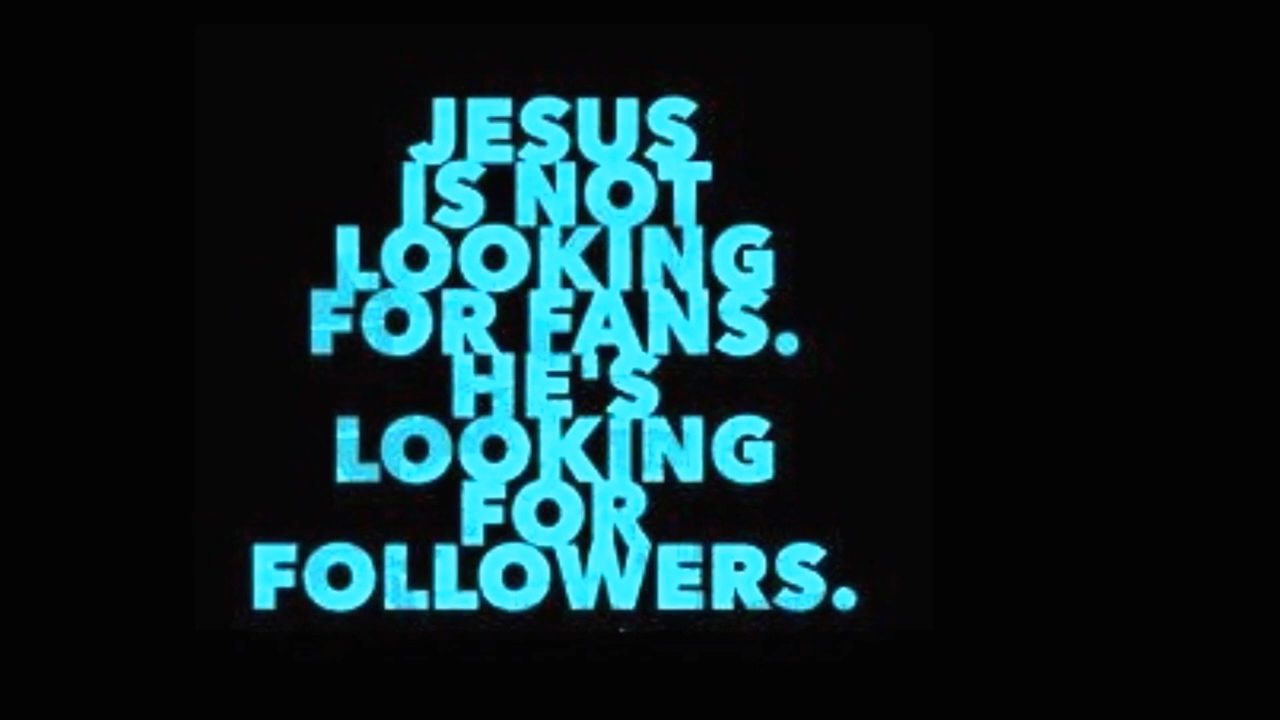 JESUS
IS NOT
LOOKING
FOR FANS.
HE'S
LOOKING
FOR
FOLLOWERS.